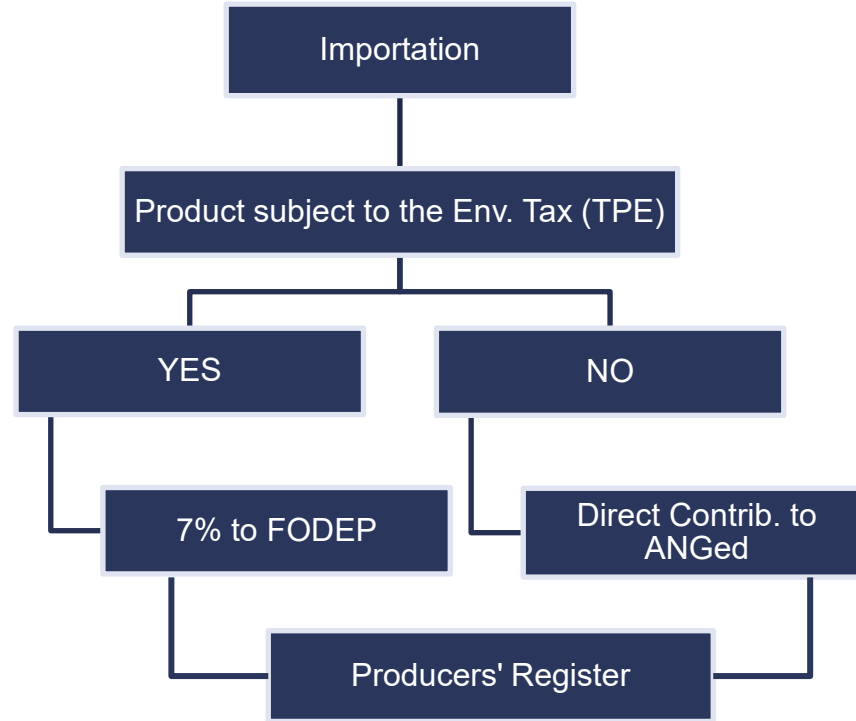 Importation
Product subject to the Env. Tax (TPE)
YES
NO
7% to FODEP
Direct Contrib. to
ANGed
Producers' Register